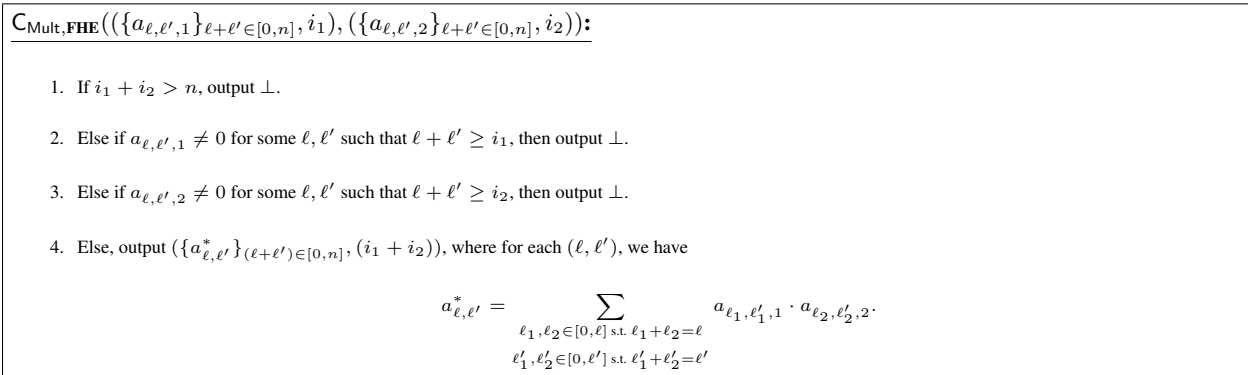 C_{Mult,FHE}(({a_{ℓ,ℓ′,1}}_{ℓ+ℓ′∈[0,n]}, i_1), ({a_{ℓ,ℓ′,2}}_{ℓ+ℓ′∈[0,n]}, i_2)):
1. If i_1 + i_2 > n, output ⊥.
2. Else if a_{ℓ,ℓ′,1} ≠ 0 for some ℓ, ℓ′ such that ℓ + ℓ′ ≥ i_1, then output ⊥.
3. Else if a_{ℓ,ℓ′,2} ≠ 0 for some ℓ, ℓ′ such that ℓ + ℓ′ ≥ i_2, then output ⊥.
4. Else, output ({a^*_{ℓ,ℓ′}}_{(ℓ+ℓ′)∈[0,n]}, (i_1 + i_2)), where for each (ℓ, ℓ′), we have
a^*_{ℓ,ℓ′} = ∑ a_{ℓ_1,ℓ′_1,1} · a_{ℓ_2,ℓ′_2,2}.
ℓ_1,ℓ_2∈[0,ℓ] s.t. ℓ_1+ℓ_2=ℓ
ℓ′_1,ℓ′_2∈[0,ℓ′] s.t. ℓ′_1+ℓ′_2=ℓ′